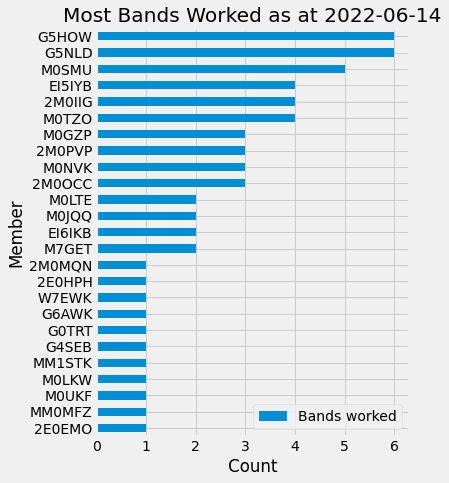 Most Bands Worked as at 2022-06-14
Member
G5HOW
G5NLD
M0SMU
EI5IYB
2M0IIG
M0TZO
M0GZP
2M0PVP
M0NVK
2M0OCC
M0LTE
M0JQQ
EI6IKB
M7GET
2M0MQN
2E0HPH
W7EWK
G6AWK
G0TRT
G4SEB
MM1STK
M0LKW
M0UKF
MM0MFZ
2E0EMO
Bands worked
0 1 2 3 4 5 6
Count